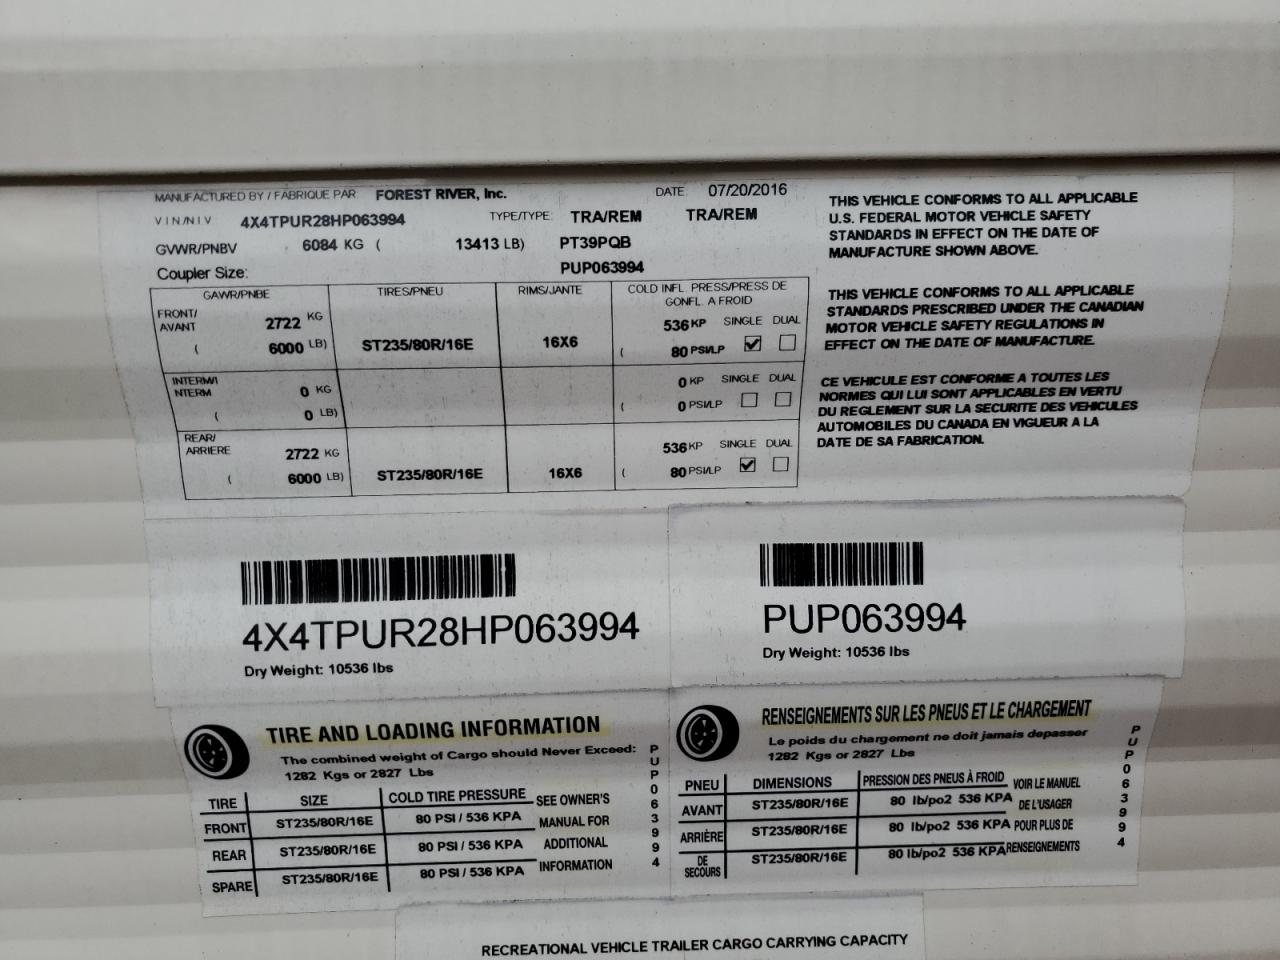 MANUFACTURED BY / FABRIQUE PAR FOREST RIVER, Inc. DATE 07/20/2016
VIN/NIV 4X4TPUR28HP063994 TYPE/TYPE: TRA/REM TRA/REM
GVWR/PNBV 6084 KG ( 13413 LB) PT39PQB
Coupler Size: PUP063994
GAWR/PNBE TIRES/PNEU RIMS/JANTE COLD INFL. PRESS/PRESS DE
GONFL. A FROID
FRONT/
AVANT 2722 KG 536 KP SINGLE DUAL
( 6000 LB) ST235/80R/16E 16X6 ( 80 PSI/LP
INTERM/I
NTERM 0 KG 0 KP SINGLE DUAL
( 0 LB) ( 0 PSI/LP
REAR/
ARRIERE 2722 KG 536 KP SINGLE DUAL
( 6000 LB) ST235/80R/16E 16X6 ( 80 PSI/LP
THIS VEHICLE CONFORMS TO ALL APPLICABLE
U.S. FEDERAL MOTOR VEHICLE SAFETY
STANDARDS IN EFFECT ON THE DATE OF
MANUFACTURE SHOWN ABOVE.
THIS VEHICLE CONFORMS TO ALL APPLICABLE
STANDARDS PRESCRIBED UNDER THE CANADIAN
MOTOR VEHICLE SAFETY REGULATIONS IN
EFFECT ON THE DATE OF MANUFACTURE.
CE VEHICULE EST CONFORME A TOUTES LES
NORMES QUI LUI SONT APPLICABLES EN VERTU
DU REGLEMENT SUR LA SECURITE DES VEHICULES
AUTOMOBILES DU CANADA EN VIGUEUR A LA
DATE DE SA FABRICATION.
4X4TPUR28HP063994
Dry Weight: 10536 lbs
PUP063994
Dry Weight: 10536 lbs
TIRE AND LOADING INFORMATION
The combined weight of Cargo should Never Exceed:
1282 Kgs or 2827 Lbs
TIRE SIZE COLD TIRE PRESSURE SEE OWNER'S
FRONT ST235/80R/16E 80 PSI / 536 KPA MANUAL FOR
REAR ST235/80R/16E 80 PSI / 536 KPA ADDITIONAL
SPARE ST235/80R/16E 80 PSI / 536 KPA INFORMATION
PUP063994
RENSEIGNEMENTS SUR LES PNEUS ET LE CHARGEMENT
Le poids du chargement ne doit jamais depasser
1282 Kgs or 2827 Lbs
PNEU DIMENSIONS PRESSION DES PNEUS À FROID VOIR LE MANUEL
AVANT ST235/80R/16E 80 lb/po2 536 KPA DE L'USAGER
ARRIÈRE ST235/80R/16E 80 lb/po2 536 KPA POUR PLUS DE
DE
SECOURS ST235/80R/16E 80 lb/po2 536 KPA RENSEIGNEMENTS
PUP063994
RECREATIONAL VEHICLE TRAILER CARGO CARRYING CAPACITY